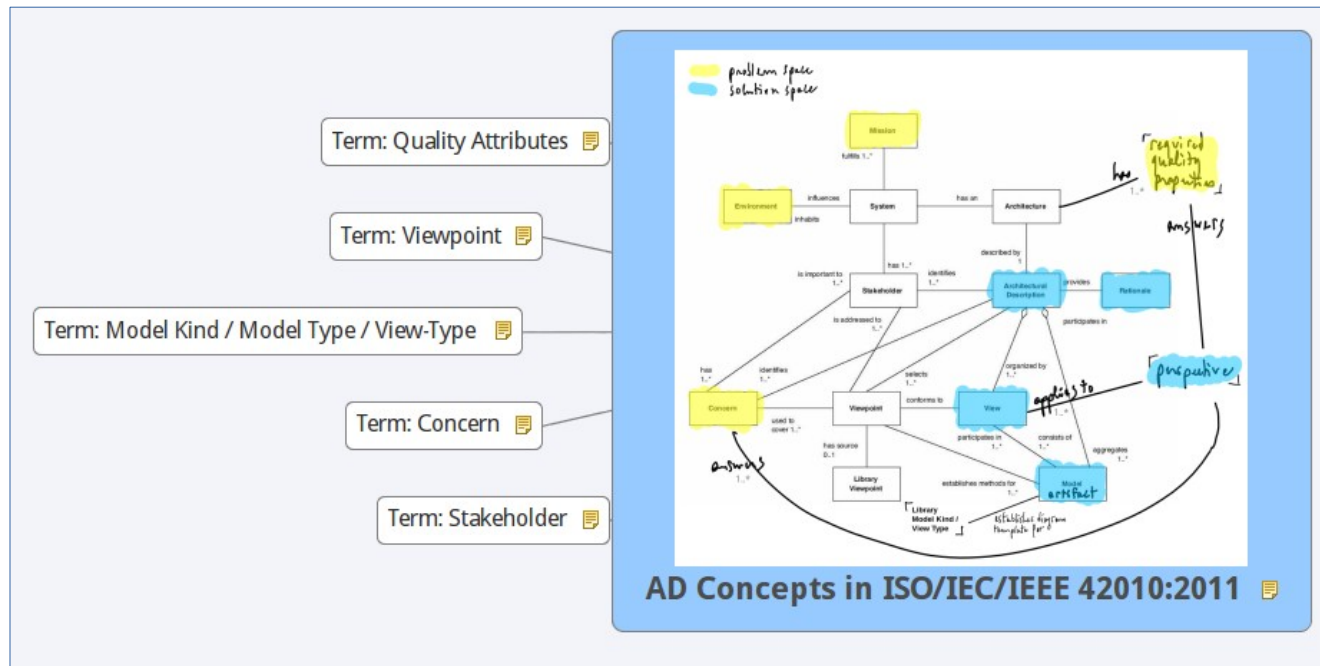 problem space
solution space
Term: Quality Attributes
Term: Viewpoint
Term: Model Kind / Model Type / View-Type
Term: Concern
Term: Stakeholder
Mission
fulfills 1..*
required
quality
properties
has
1..*
Environment
influences
inhabits
System
has an
Architecture
answers
described by
1
has 1..*
is important to
1..*
Stakeholder
identifies
1..*
Architectural
Description
provides
Rationale
is addressed to
1..*
participates in
has
1..*
identifies
1..*
selects
1..*
organized by
1..*
perspective
applies to
1..*
Concern
used to
cover 1..*
Viewpoint
conforms to
View
has source
0..1
participates in
1..*
consists of
1..*
aggregates
1..*
answers
1..*
Library
Viewpoint
establishes methods for
1..*
Model
artifact
Library
Model Kind /
View Type
establishes diagram
template for
AD Concepts in ISO/IEC/IEEE 42010:2011